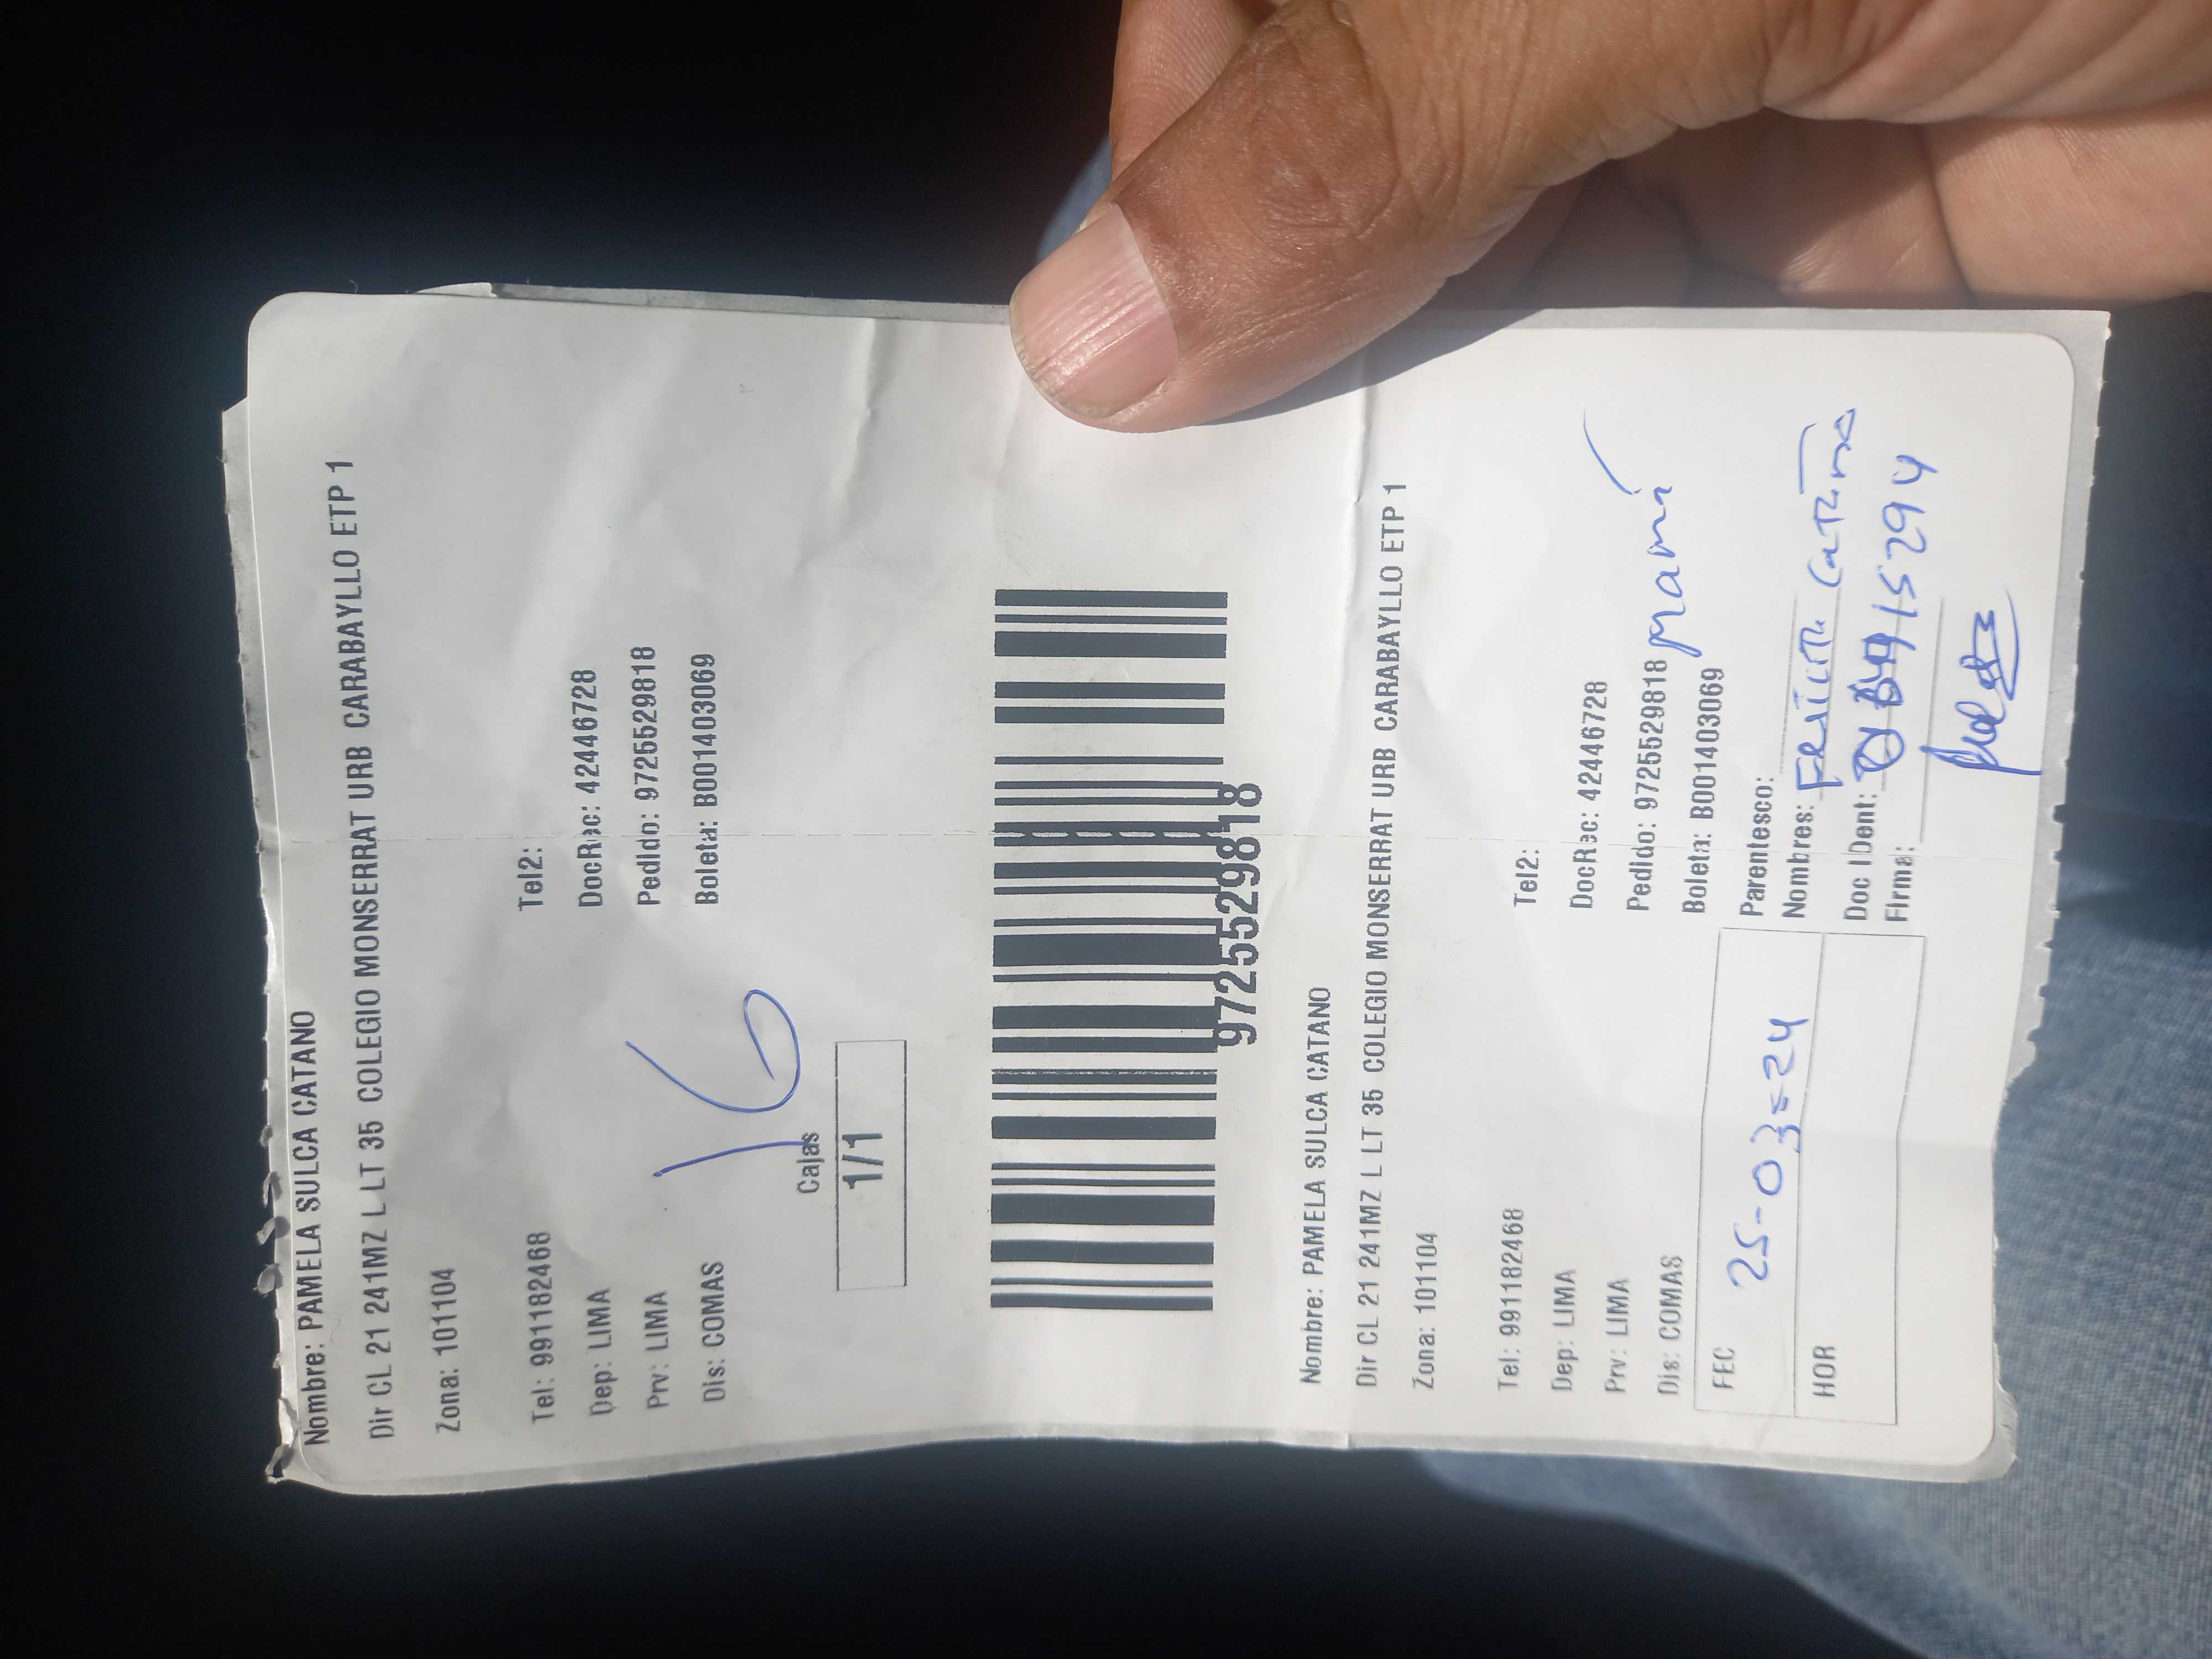 Nombre: PAMELA SULCA CATANO
Dir CL 21 241MZ L LT 35 COLEGIO MONSERRAT URB CARABAYLLO ETP 1
Zona: 101104
Tel: 991182468 Tel2:
Dep: LIMA DocRec: 42446728
Prv: LIMA Pedido: 9725529818
Dis: COMAS Boleta: B001403069
16
Cajas
1/1
9725529818
Nombre: PAMELA SULCA CATANO
Dir CL 21 241MZ L LT 35 COLEGIO MONSERRAT URB CARABAYLLO ETP 1
Zona: 101104
Tel: 991182468 Tel2:
Dep: LIMA DocRec: 42446728
Prv: LIMA Pedido: 9725529818
Dis: COMAS Boleta: B001403069
mamá
FEC 25-03-24 Parentesco:
Nombres:
HOR Doc IDent: 15294
Firma: